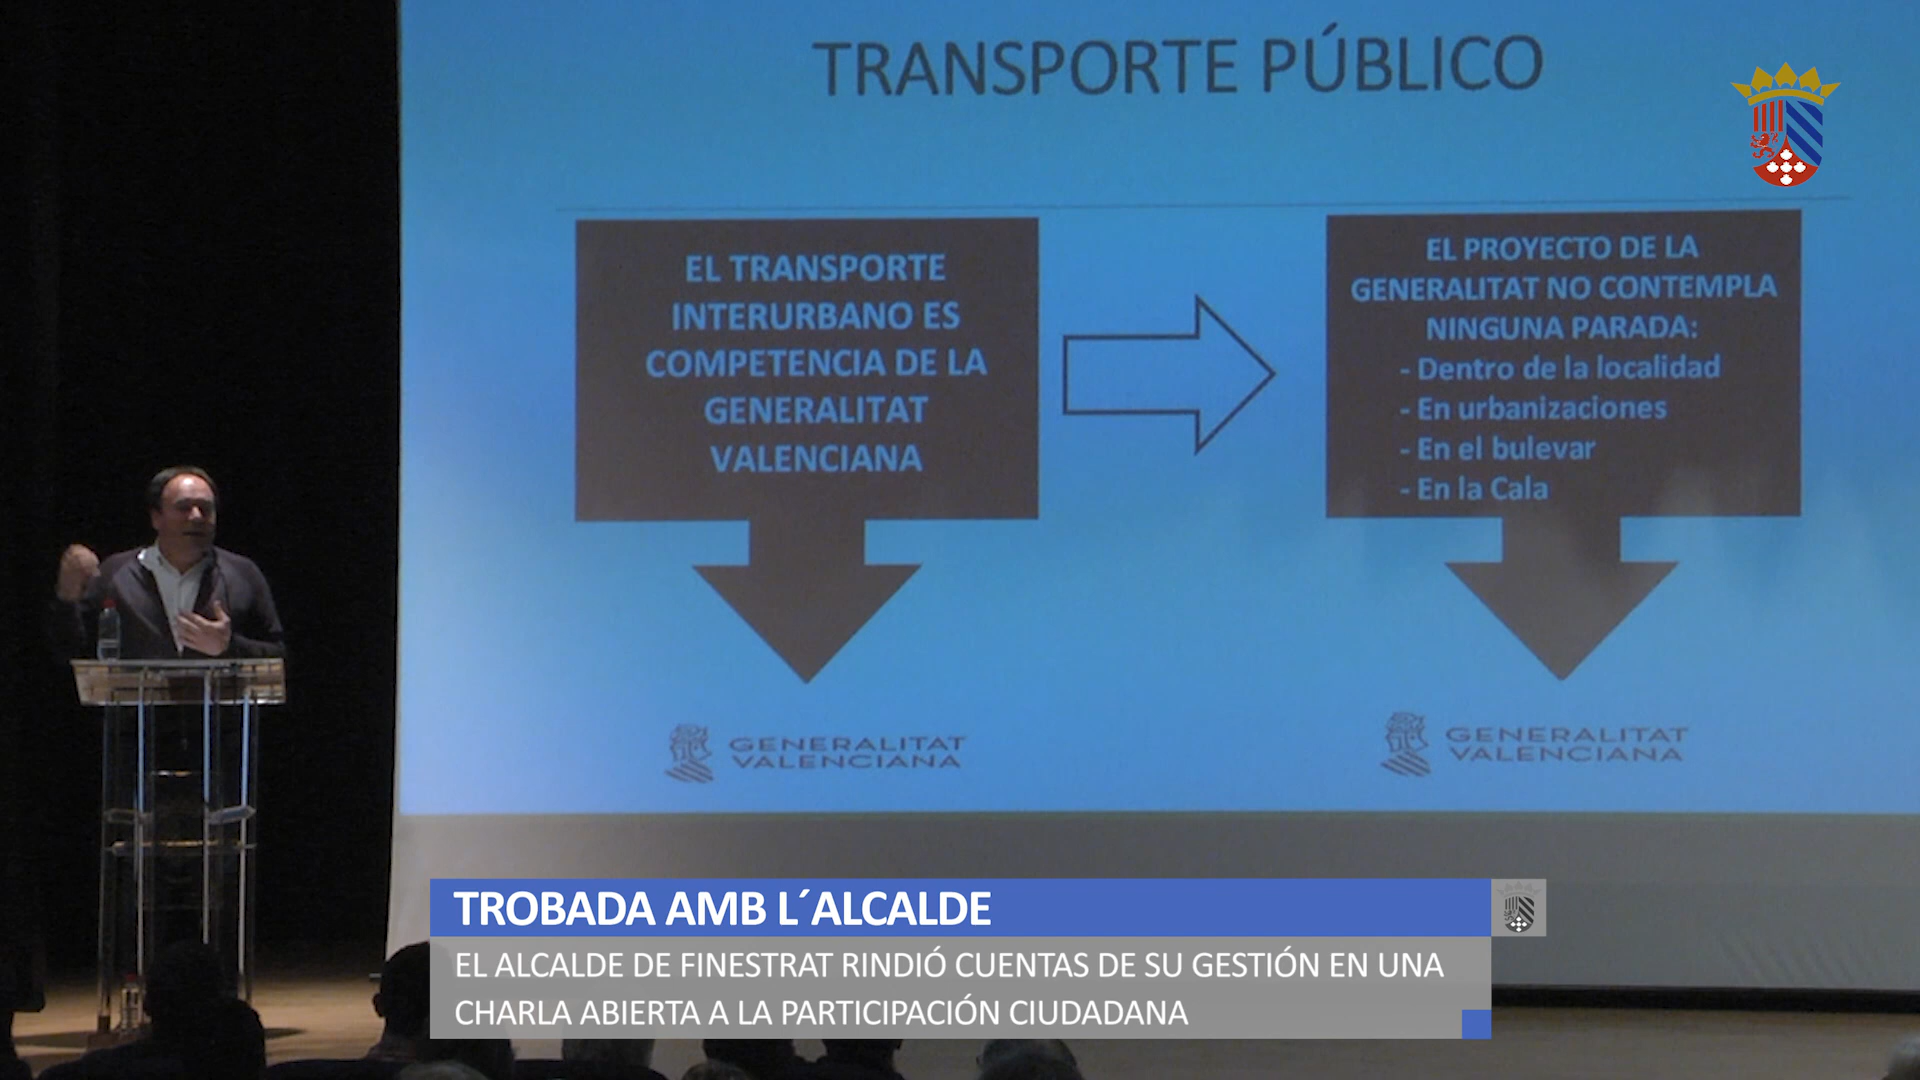 TRANSPORTE PÚBLICO
EL TRANSPORTE
INTERURBANO ES
COMPETENCIA DE LA
GENERALITAT
VALENCIANA
EL PROYECTO DE LA
GENERALITAT NO CONTEMPLA
NINGUNA PARADA:
- Dentro de la localidad
- En urbanizaciones
- En el bulevar
- En la Cala
GENERALITAT
VALENCIANA
GENERALITAT
VALENCIANA
TROBADA AMB L´ALCALDE
EL ALCALDE DE FINESTRAT RINDIÓ CUENTAS DE SU GESTIÓN EN UNA
CHARLA ABIERTA A LA PARTICIPACIÓN CIUDADANA